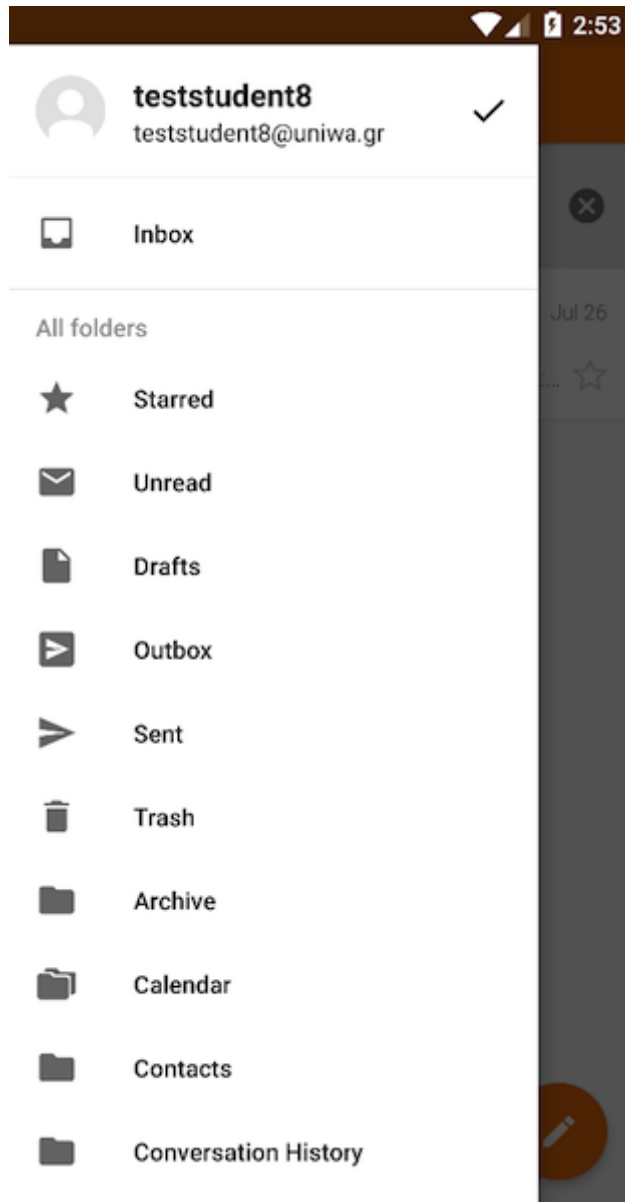 2:53
teststudent8
teststudent8@uniwa.gr
Inbox
All folders
Jul 26
Starred
...
Unread
Drafts
Outbox
Sent
Trash
Archive
Calendar
Contacts
Conversation History